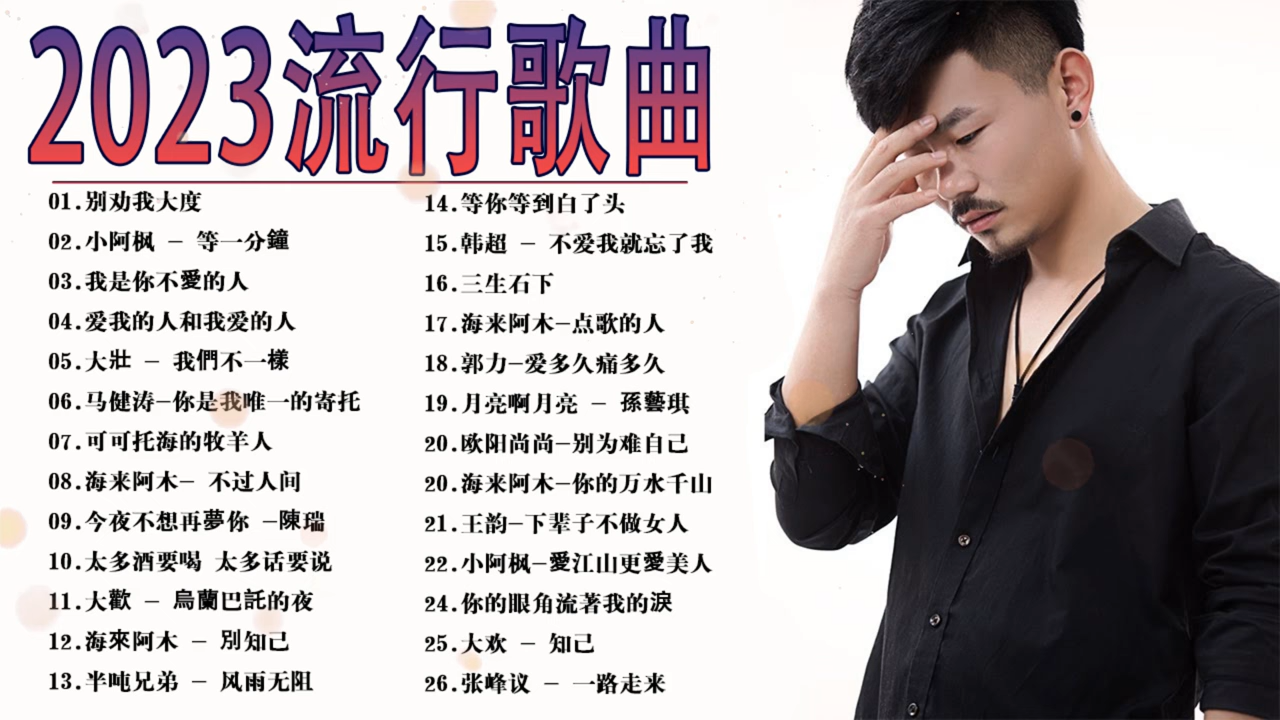 2023流行歌曲
01.别劝我大度
02.小阿枫 - 等一分鐘
03.我是你不愛的人
04.爱我的人和我爱的人
05.大壯 - 我們不一樣
06.马健涛-你是我唯一的寄托
07.可可托海的牧羊人
08.海来阿木- 不过人间
09.今夜不想再夢你 -陳瑞
10.太多酒要喝 太多话要说
11.大歡 - 烏蘭巴託的夜
12.海來阿木 - 別知己
13.半吨兄弟 - 风雨无阻
14.等你等到白了头
15.韩超 - 不爱我就忘了我
16.三生石下
17.海来阿木-点歌的人
18.郭力-爱多久痛多久
19.月亮啊月亮 - 孫藝琪
20.欧阳尚尚-别为难自己
20.海来阿木-你的万水千山
21.王韵-下辈子不做女人
22.小阿枫-愛江山更愛美人
24.你的眼角流著我的淚
25.大欢 - 知己
26.张峰议 - 一路走来